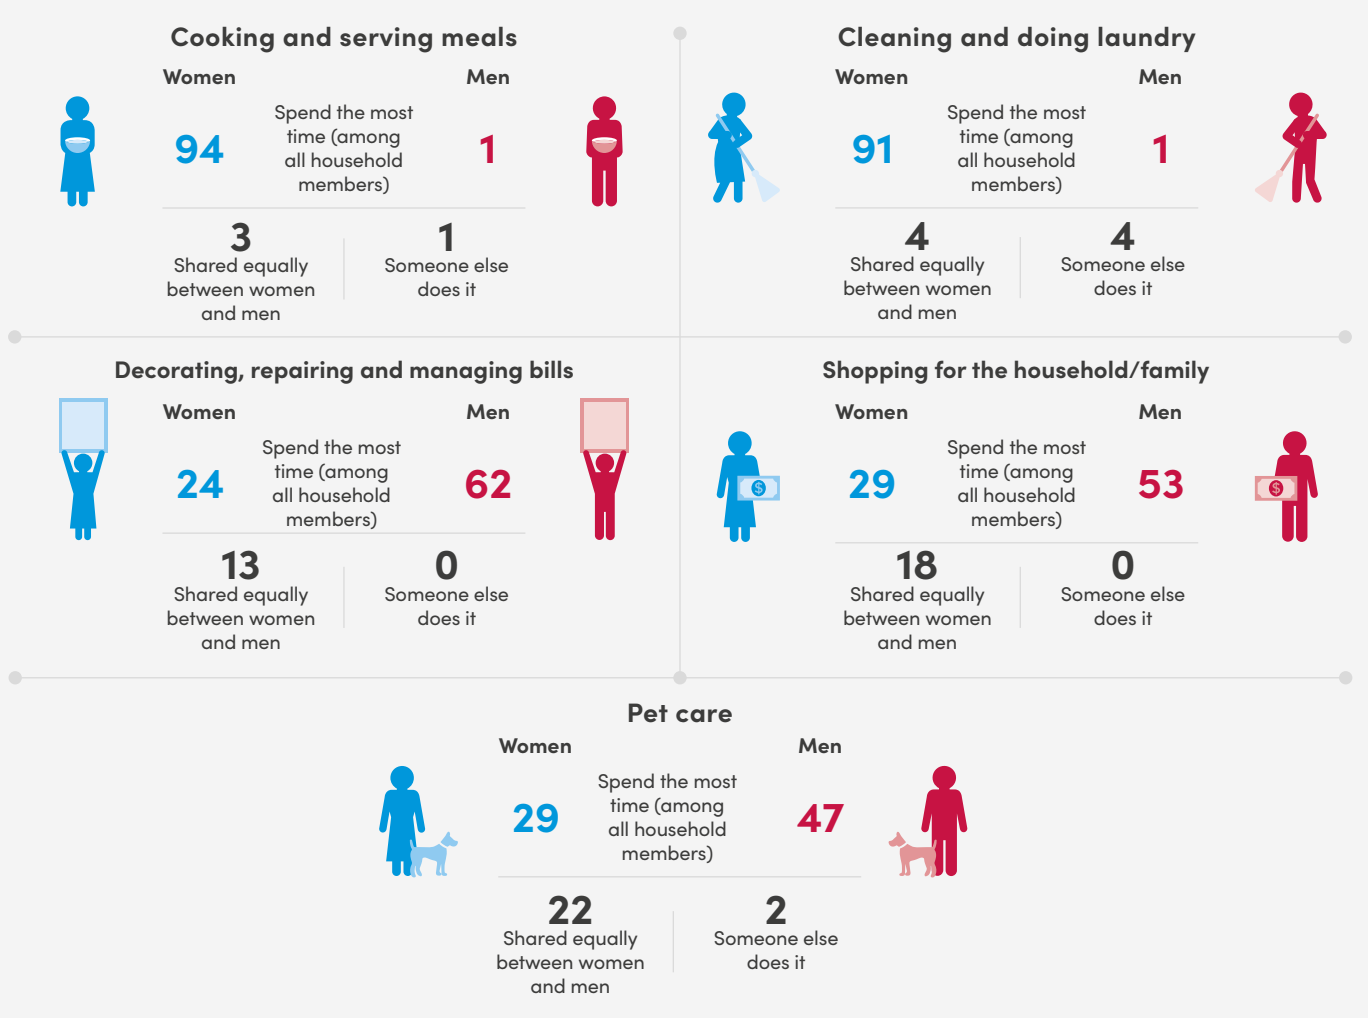 Cooking and serving meals
Women
Men
94
Spend the most
time (among
all household
members)
1
3
Shared equally
between women
and men
1
Someone else
does it
Cleaning and doing laundry
Women
Men
91
Spend the most
time (among
all household
members)
1
4
Shared equally
between women
and men
4
Someone else
does it
Decorating, repairing and managing bills
Women
Men
24
Spend the most
time (among
all household
members)
62
13
Shared equally
between women
and men
0
Someone else
does it
Shopping for the household/family
Women
Men
$
29
Spend the most
time (among
all household
members)
53
$
18
Shared equally
between women
and men
0
Someone else
does it
Pet care
Women
Men
29
Spend the most
time (among
all household
members)
47
22
Shared equally
between women
and men
2
Someone else
does it